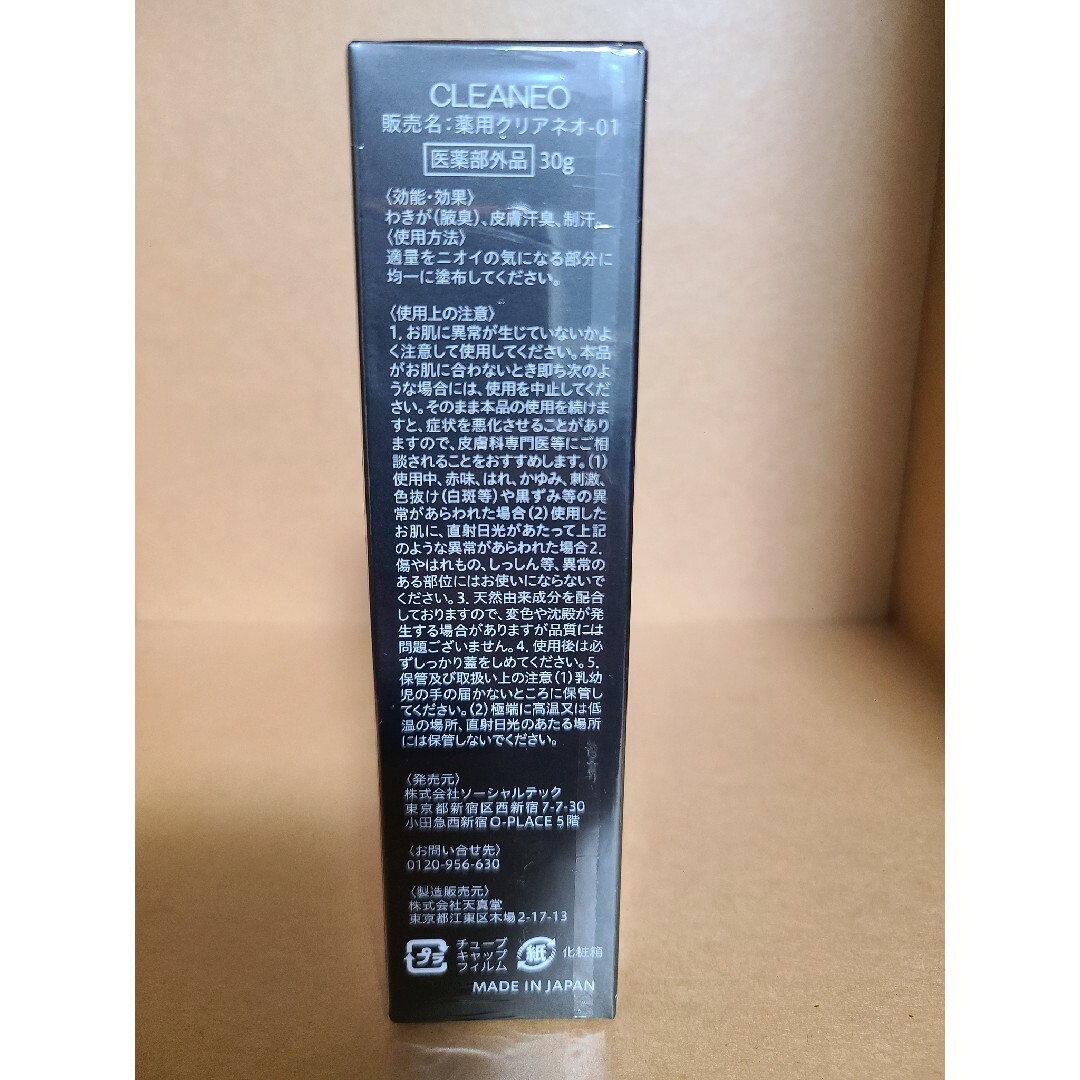 CLEANEO
販売名:薬用クリアネオ-01
医薬部外品 30g
〈効能・効果〉
わきが(腋臭)、皮膚汗臭、制汗。
〈使用方法〉
適量をニオイの気になる部分に
均一に塗布してください。
〈使用上の注意〉
1. お肌に異常が生じていないかよ
く注意して使用してください。本品
がお肌に合わないとき即ち次のよ
うな場合には、使用を中止してくだ
さい。そのまま本品の使用を続けま
すと、症状を悪化させることがあり
ますので、皮膚科専門医等にご相
談されることをおすすめします。(1)
使用中、赤味、はれ、かゆみ、刺激、
色抜け(白斑等)や黒ずみ等の異
常があらわれた場合(2)使用した
お肌に、直射日光があたって上記
のような異常があらわれた場合2.
傷やはれもの、しっしん等、異常の
ある部位にはお使いにならないで
ください。3. 天然由来成分を配合
しておりますので、変色や沈殿が発
生する場合がありますが品質には
問題ございません。4. 使用後は必
ずしっかり蓋をしめてください。5.
保管及び取扱い上の注意(1)乳幼
児の手の届かないところに保管し
てください。(2)極端に高温又は低
温の場所、直射日光のあたる場所
には保管しないでください。
〈発売元〉
株式会社ソーシャルテック
東京都新宿区西新宿7-7-30
小田急西新宿O-PLACE 5階
〈お問い合せ先〉
0120-956-630
〈製造販売元〉
株式会社天真堂
東京都江東区木場2-17-13
プラ チューブ キャップ フィルム 紙 化粧箱
MADE IN JAPAN